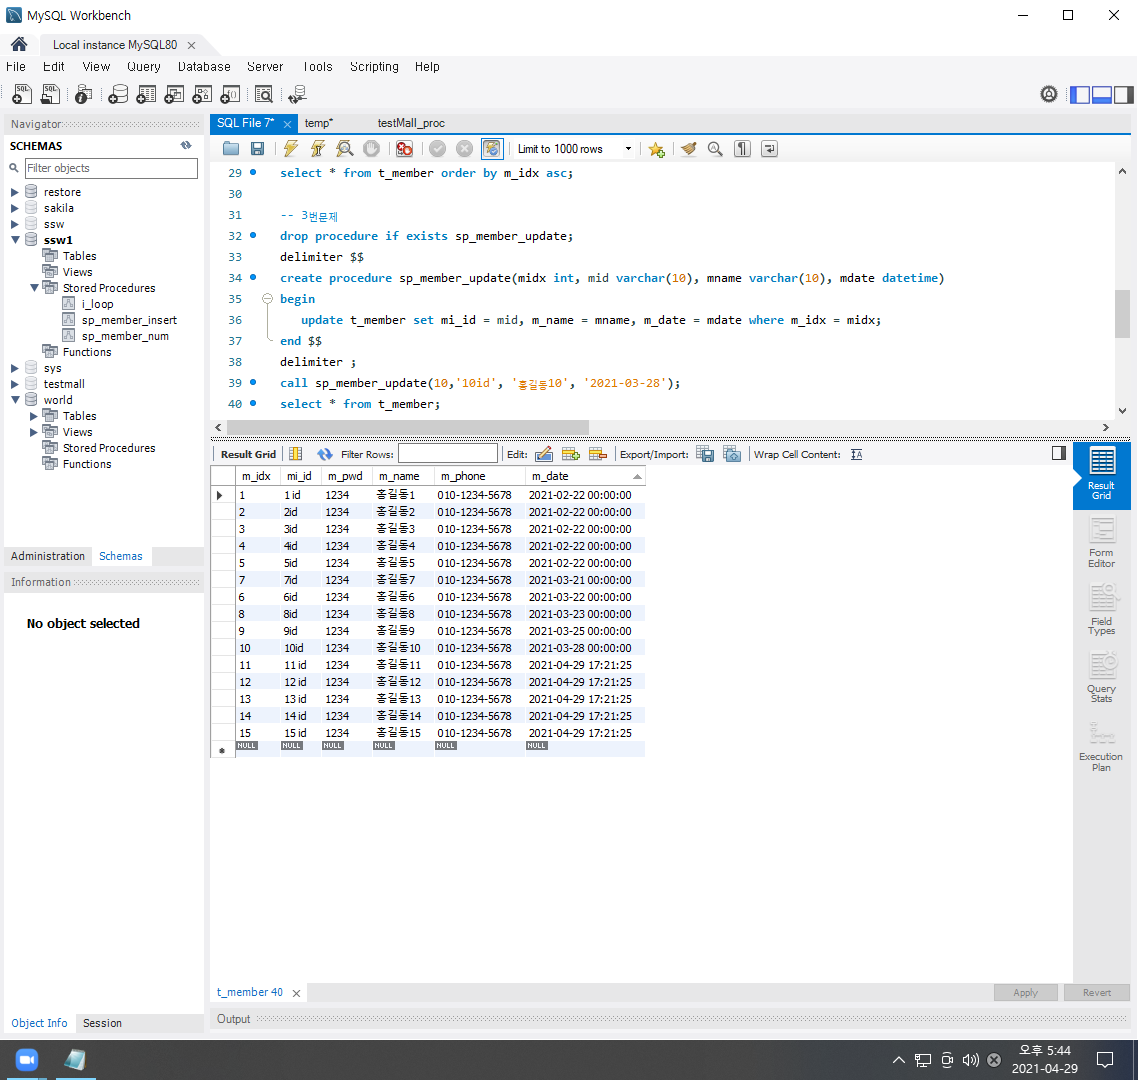 MySQL Workbench
Local instance MySQL80
File Edit View Query Database Server Tools Scripting Help
Navigator
SCHEMAS
Filter objects
restore
sakila
ssw
ssw1
Tables
Views
Stored Procedures
i_loop
sp_member_insert
sp_member_num
Functions
sys
testmall
world
Tables
Views
Stored Procedures
Functions
Administration Schemas
Information
No object selected
Object Info Session
SQL File 7* temp* testMall_proc
Limit to 1000 rows
29 select * from t_member order by m_idx asc;
30
31 -- 3번문제
32 drop procedure if exists sp_member_update;
33 delimiter $$
34 create procedure sp_member_update(midx int, mid varchar(10), mname varchar(10), mdate datetime)
35 begin
36 update t_member set mi_id = mid, m_name = mname, m_date = mdate where m_idx = midx;
37 end $$
38 delimiter ;
39 call sp_member_update(10,'10id', '홍길동10', '2021-03-28');
40 select * from t_member;
Result Grid Filter Rows: Edit: Export/Import: Wrap Cell Content:
m_idx mi_id m_pwd m_name m_phone m_date
1 1id 1234 홍길동1 010-1234-5678 2021-02-22 00:00:00
2 2id 1234 홍길동2 010-1234-5678 2021-02-22 00:00:00
3 3id 1234 홍길동3 010-1234-5678 2021-02-22 00:00:00
4 4id 1234 홍길동4 010-1234-5678 2021-02-22 00:00:00
5 5id 1234 홍길동5 010-1234-5678 2021-02-22 00:00:00
7 7id 1234 홍길동7 010-1234-5678 2021-03-21 00:00:00
6 6id 1234 홍길동6 010-1234-5678 2021-03-22 00:00:00
8 8id 1234 홍길동8 010-1234-5678 2021-03-23 00:00:00
9 9id 1234 홍길동9 010-1234-5678 2021-03-25 00:00:00
10 10id 1234 홍길동10 010-1234-5678 2021-03-28 00:00:00
11 11id 1234 홍길동11 010-1234-5678 2021-04-29 17:21:25
12 12id 1234 홍길동12 010-1234-5678 2021-04-29 17:21:25
13 13id 1234 홍길동13 010-1234-5678 2021-04-29 17:21:25
14 14id 1234 홍길동14 010-1234-5678 2021-04-29 17:21:25
15 15id 1234 홍길동15 010-1234-5678 2021-04-29 17:21:25
NULL NULL NULL NULL NULL NULL
Result
Grid
Form
Editor
Field
Types
Query
Stats
Execution
Plan
t_member 40
Apply Revert
Output
오후 5:44
2021-04-29